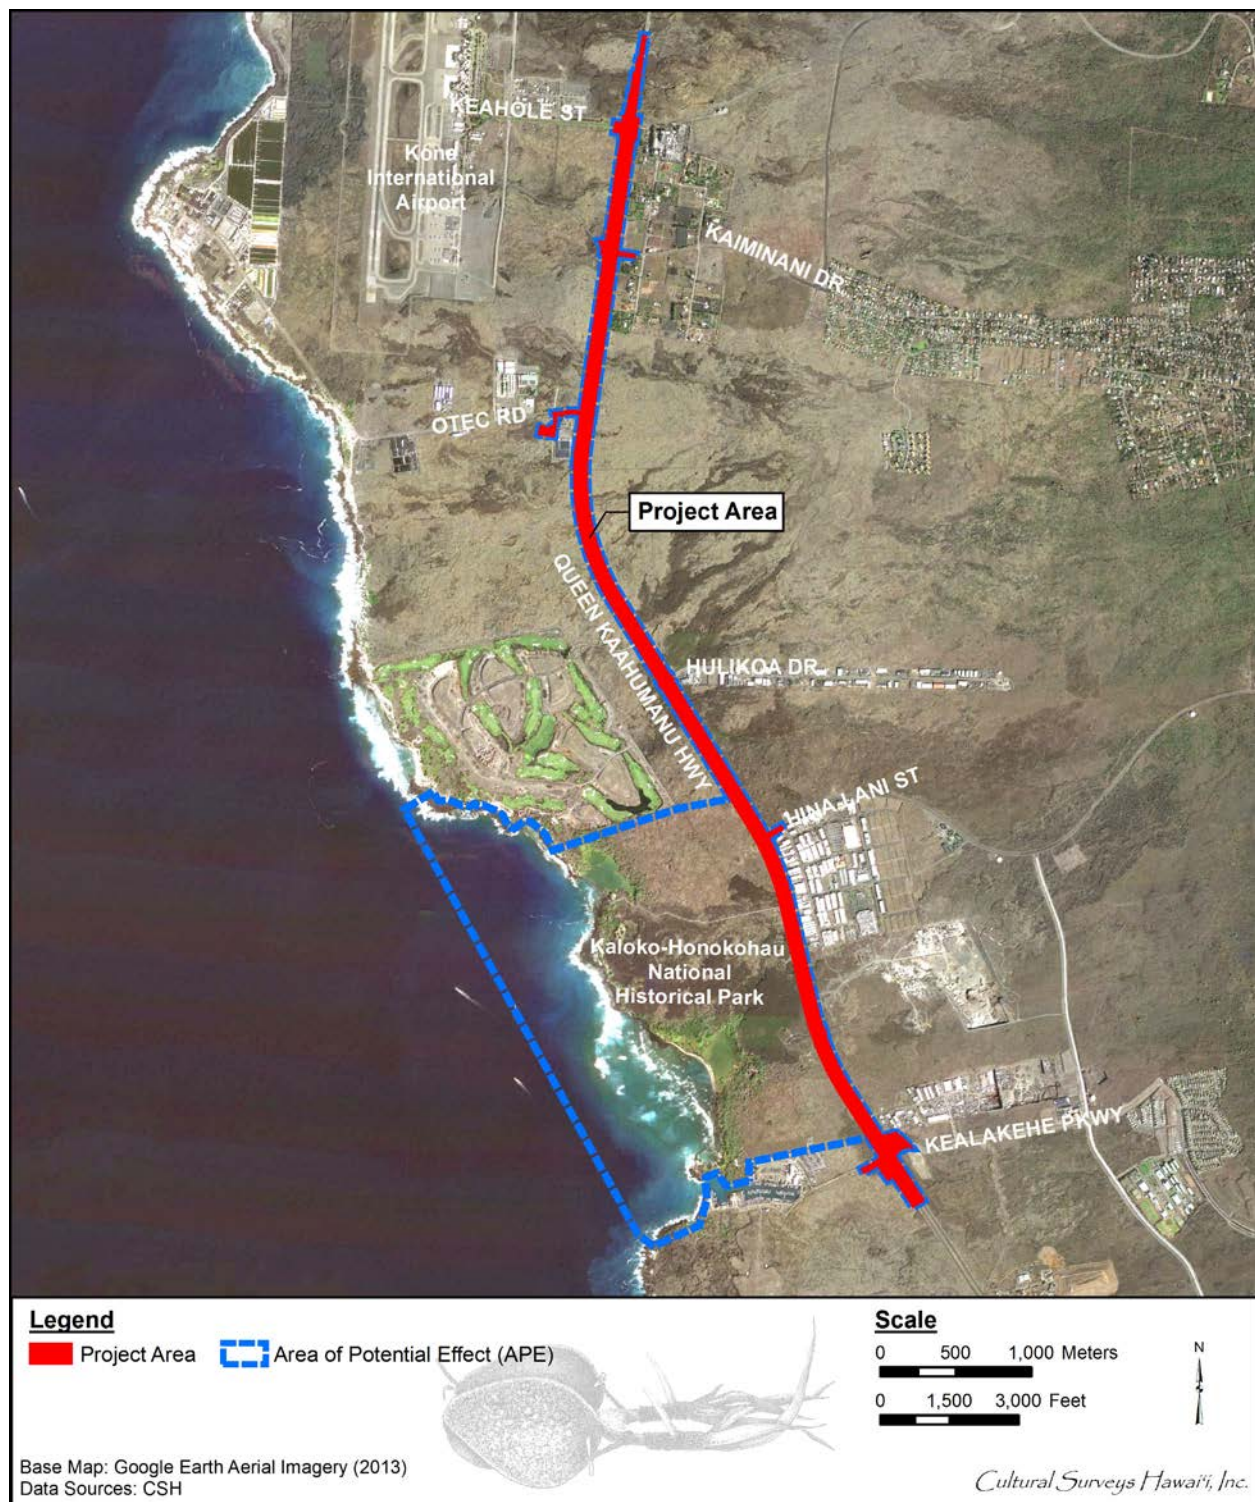 KEAHOLE ST
Kona
International
Airport
KAIMINANI DR
OTEC RD
Project Area
QUEEN KAAHUMANU HWY
HULIKOA DR
HINA LANI ST
Kaloko-Honokohau
National
Historical Park
KEALAKEHE PKWY
Legend
Project Area
Area of Potential Effect (APE)
Scale
0 500 1,000 Meters
0 1,500 3,000 Feet
N
Base Map: Google Earth Aerial Imagery (2013)
Data Sources: CSH
Cultural Surveys Hawai‘i, Inc.